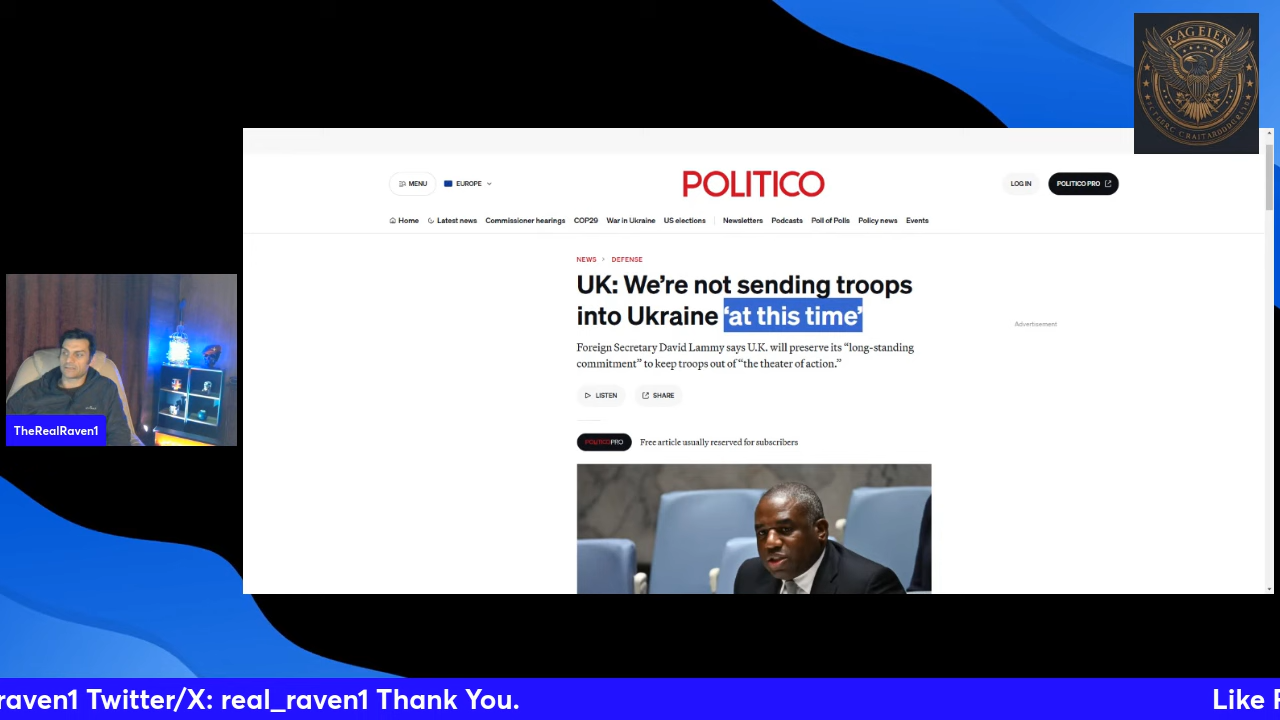 RAGEIEN
MENU
EUROPE
POLITICO
LOG IN
POLITICO PRO
Home
Latest news
Commissioner hearings
COP29
War in Ukraine
US elections
Newsletters
Podcasts
Poll of Polls
Policy news
Events
NEWS > DEFENSE
UK: We’re not sending troops
into Ukraine ‘at this time’
Advertisement
Foreign Secretary David Lammy says U.K. will preserve its “long-standing
commitment” to keep troops out of “the theater of action.”
LISTEN
SHARE
POLITICO PRO
Free article usually reserved for subscribers
TheRealRaven1
raven1 Twitter/X: real_raven1 Thank You.
Like